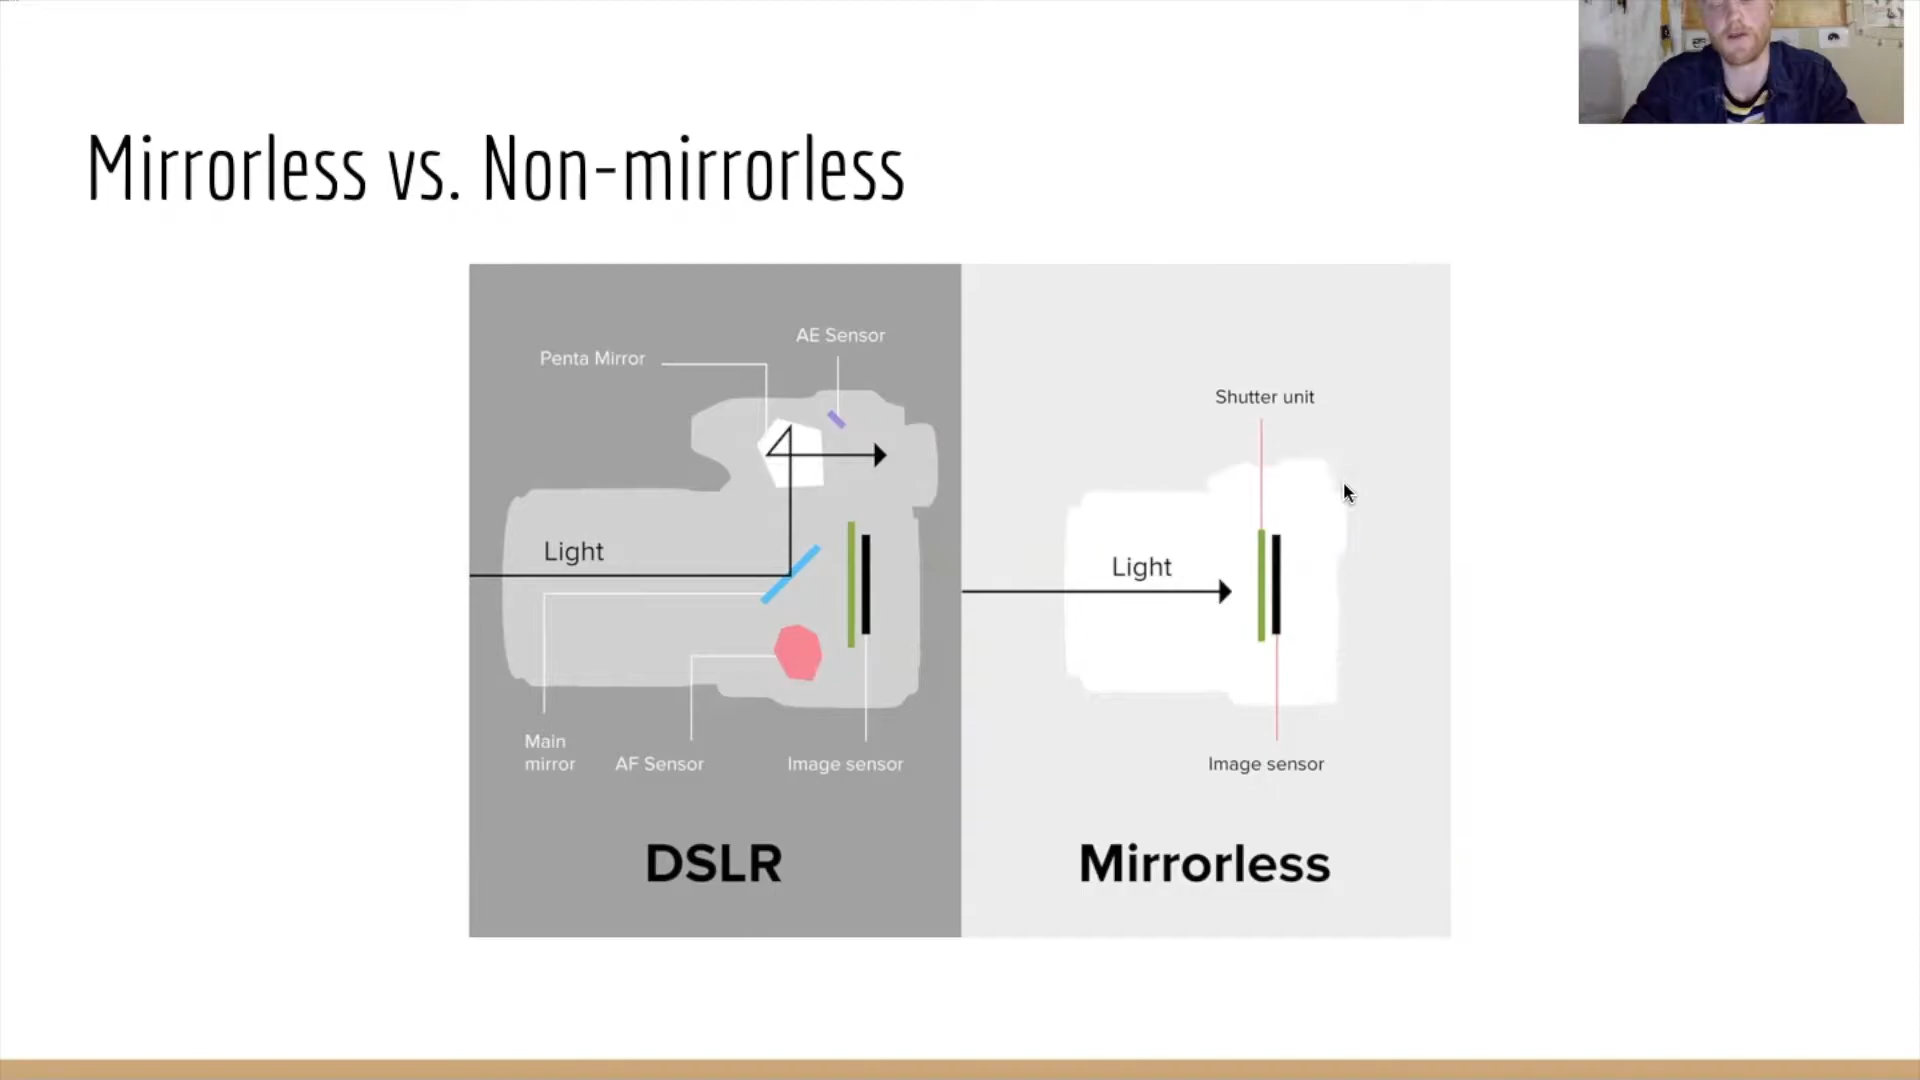 Mirrorless vs. Non-mirrorless
AE Sensor
Penta Mirror
Light
Main
mirror
AF Sensor
Image sensor
DSLR
Shutter unit
Light
Image sensor
Mirrorless